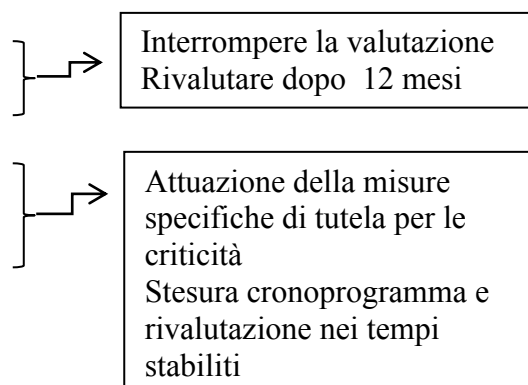 Interrompere la valutazione
Rivalutare dopo 12 mesi
Attuazione della misure
specifiche di tutela per le
criticità
Stesura cronoprogramma e
rivalutazione nei tempi
stabiliti